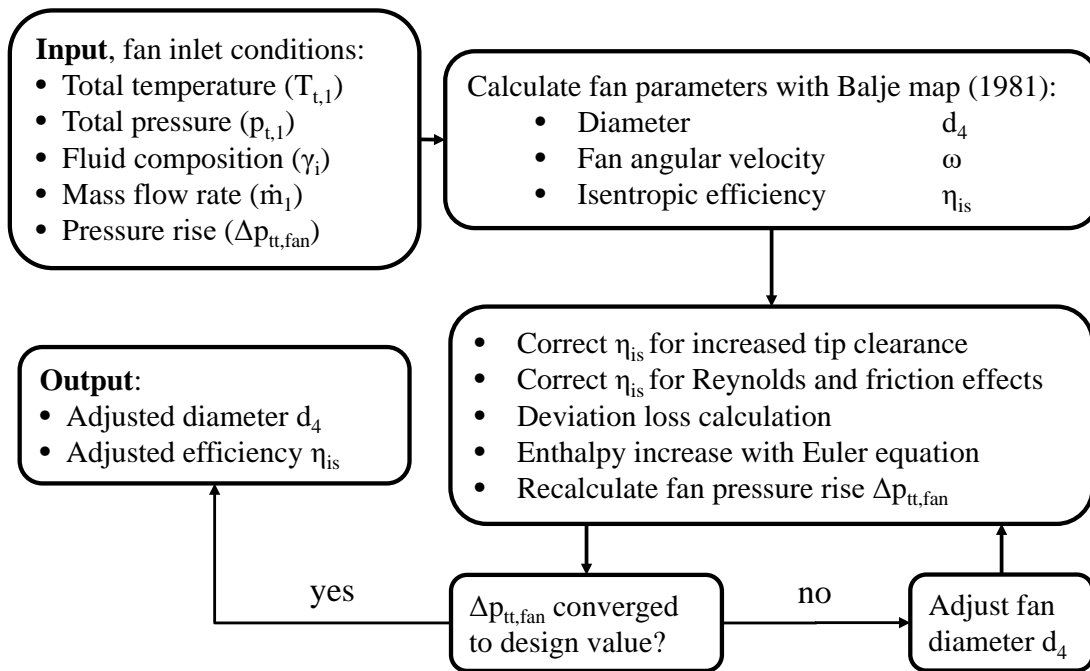 Input, fan inlet conditions:
• Total temperature (Tt,1)
• Total pressure (pt,1)
• Fluid composition (γi)
• Mass flow rate (ṁ1)
• Pressure rise (Δptt,fan)
Calculate fan parameters with Balje map (1981):
• Diameter d4
• Fan angular velocity ω
• Isentropic efficiency ηis
• Correct ηis for increased tip clearance
• Correct ηis for Reynolds and friction effects
• Deviation loss calculation
• Enthalpy increase with Euler equation
• Recalculate fan pressure rise Δptt,fan
Output:
• Adjusted diameter d4
• Adjusted efficiency ηis
yes
Δptt,fan converged
to design value?
no
Adjust fan
diameter d4